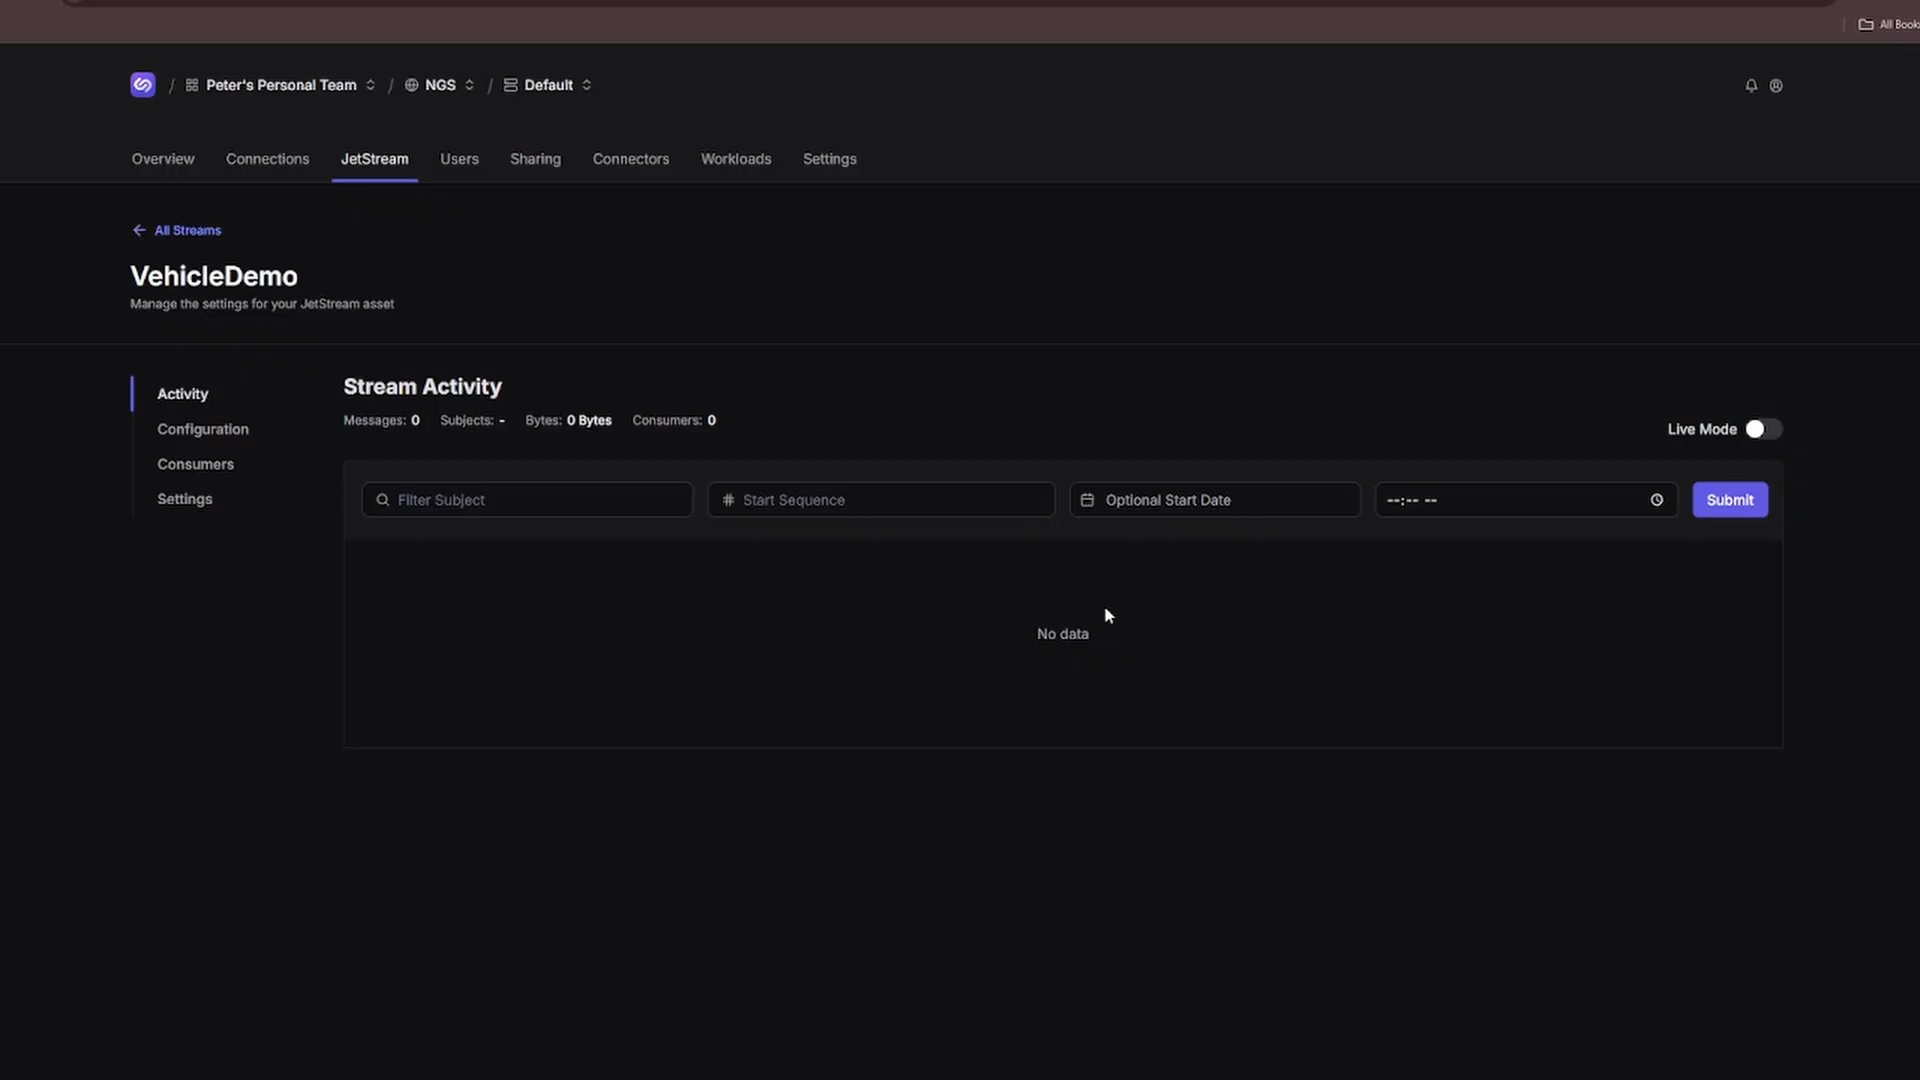 All Book
/ Peter's Personal Team / NGS / Default
Overview Connections JetStream Users Sharing Connectors Workloads Settings
All Streams
VehicleDemo
Manage the settings for your JetStream asset
Activity
Configuration
Consumers
Settings
Stream Activity
Messages: 0 Subjects: - Bytes: 0 Bytes Consumers: 0
Live Mode
Filter Subject Start Sequence Optional Start Date --:-- -- Submit
No data